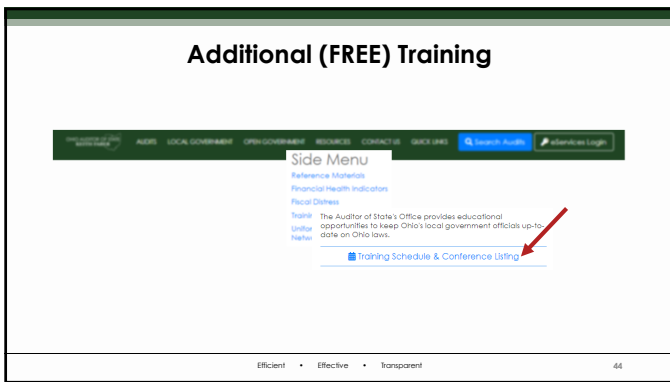 Additional (FREE) Training
AUDITS LOCAL GOVERNMENT OPEN GOVERNMENT RESOURCES CONTACT US QUICK LINKS Search Audits eServices Login
Side Menu
Reference Materials
Financial Health Indicators
Fiscal Distress
The Auditor of State's Office provides educational
opportunities to keep Ohio's local government officials up-to-
date on Ohio laws.
Training Schedule & Conference Listing
Efficient • Effective • Transparent 44